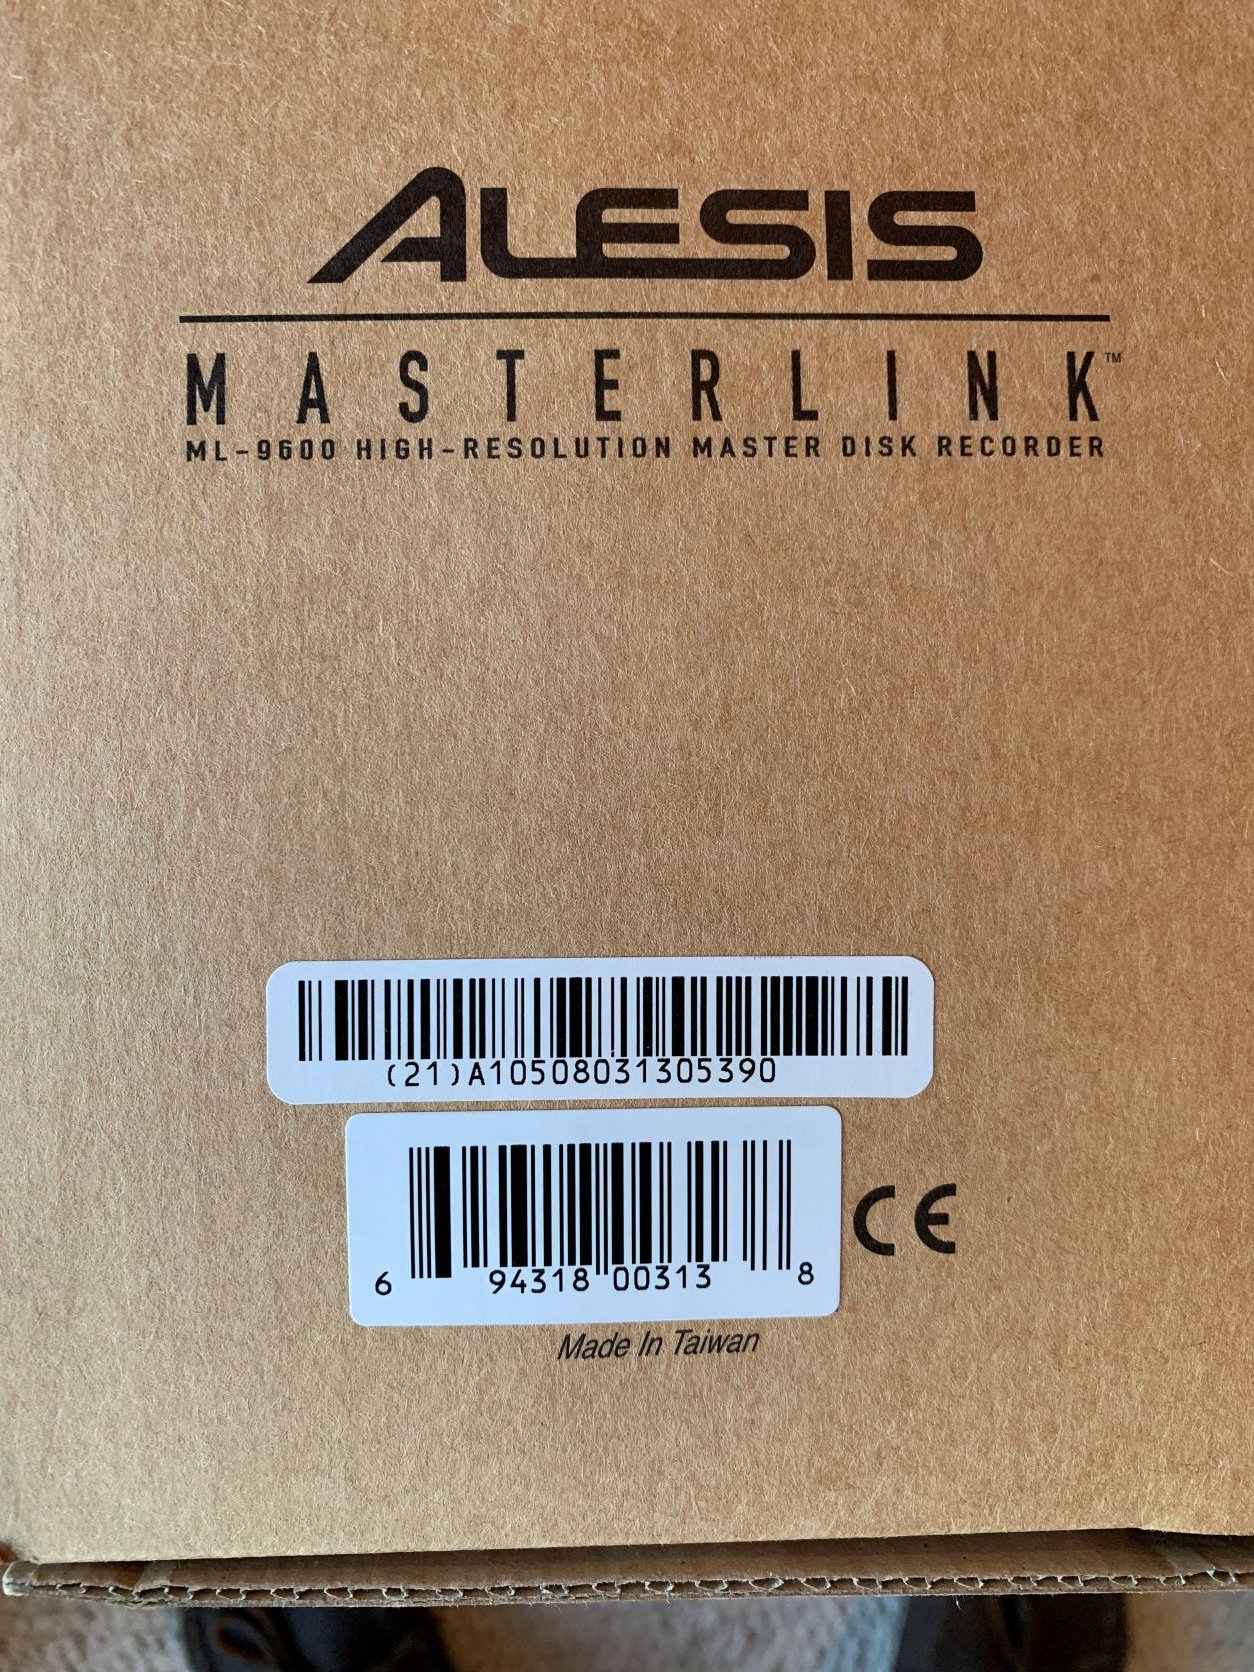 ALESIS
MASTERLINK™
ML-9600 HIGH-RESOLUTION MASTER DISK RECORDER
(21)A10508031305390
6 94318 00313 8
CE
Made In Taiwan